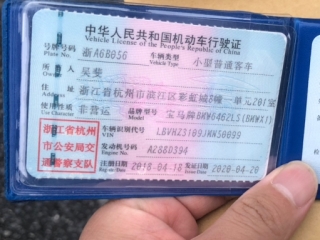 中华人民共和国机动车行驶证
Vehicle License of the People's Republic of China
号牌号码 浙A6B056 车辆类型 小型普通客车
Plate No. Vehicle Type
所有人 吴斐
Owner
住址 浙江省杭州市滨江区彩虹城8幢一单元201室
Address
使用性质 非营运 品牌型号 宝马牌BMW6462LS(BMWX1)
Use Character Model
浙江省杭州
市公安局交
通警察支队
车辆识别代号
VIN
发动机号码 A288D394
Engine No.
注册日期 2018-04-18 发证日期 2020-04-20